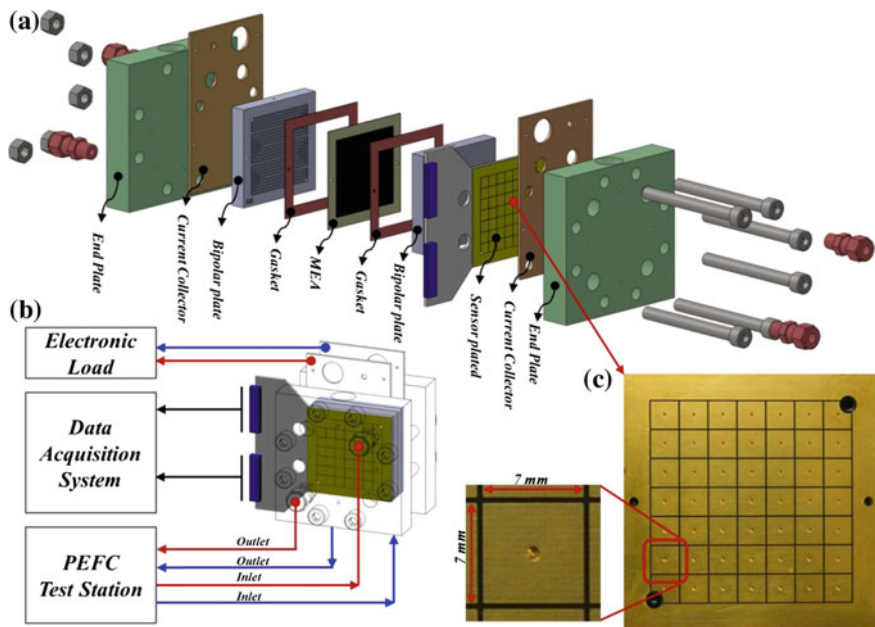 (a)
End Plate
Current Collector
Bipolar plate
Gasket
MEA
Gasket
Bipolar plate
Sensor plated
Current Collector
End Plate
(b)
Electronic
Load
Data
Acquisition
System
PEFC
Test Station
Outlet
Outlet
Inlet
Inlet
(c)
7 mm
7 mm